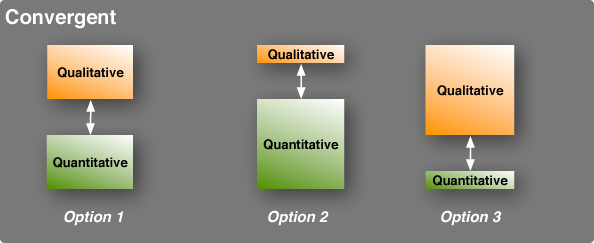 Convergent
Qualitative
Quantitative
Option 1
Qualitative
Quantitative
Option 2
Qualitative
Quantitative
Option 3